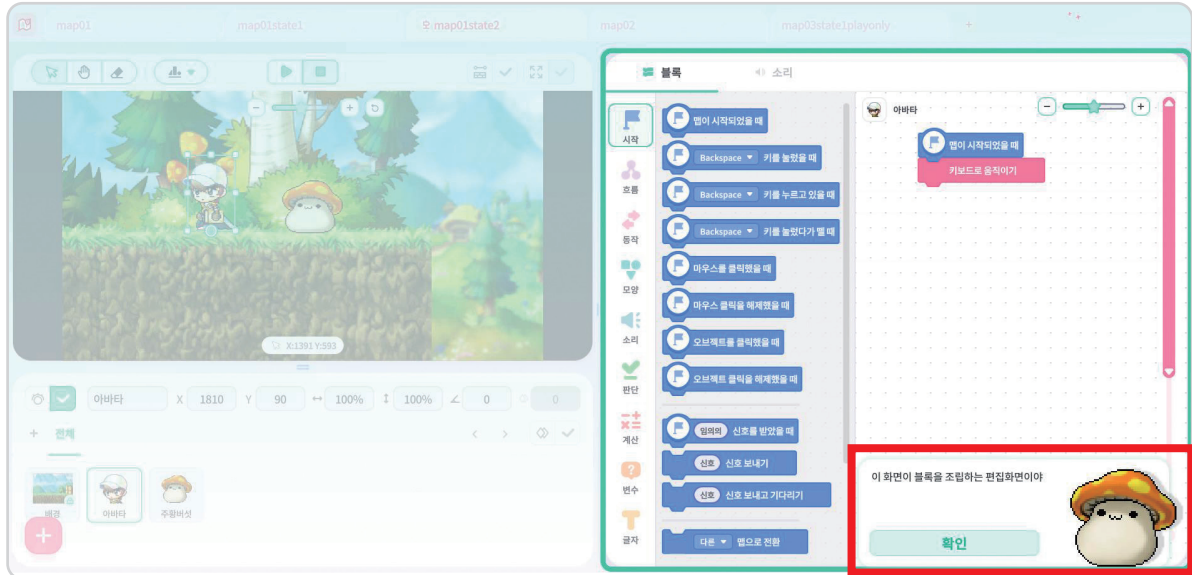 map01
map01state1
map01state2
map02
map03state1playonly
+
블록
소리
X:1391 Y:593
아바타
X 1810
Y 90
100%
100%
0
0
+ 전체
배경
아바타
주황버섯
시작
흐름
동작
모양
소리
판단
계산
변수
글자
맵이 시작되었을 때
Backspace 키를 눌렀을 때
Backspace 키를 누르고 있을 때
Backspace 키를 눌렀다가 뗄 때
마우스를 클릭했을 때
마우스 클릭을 해제했을 때
오브젝트를 클릭했을 때
오브젝트 클릭을 해제했을 때
임의의 신호를 받았을 때
신호 신호 보내기
신호 신호 보내고 기다리기
다른 맵으로 전환
아바타
맵이 시작되었을 때
키보드로 움직이기
이 화면이 블록을 조립하는 편집화면이야
확인